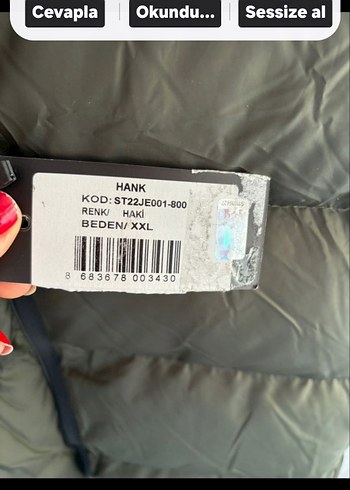 Cevapla
Okundu...
Sessize al
HANK
KOD: ST22JE001-800
RENK/ HAKİ
BEDEN/ XXL
8 683678 003430